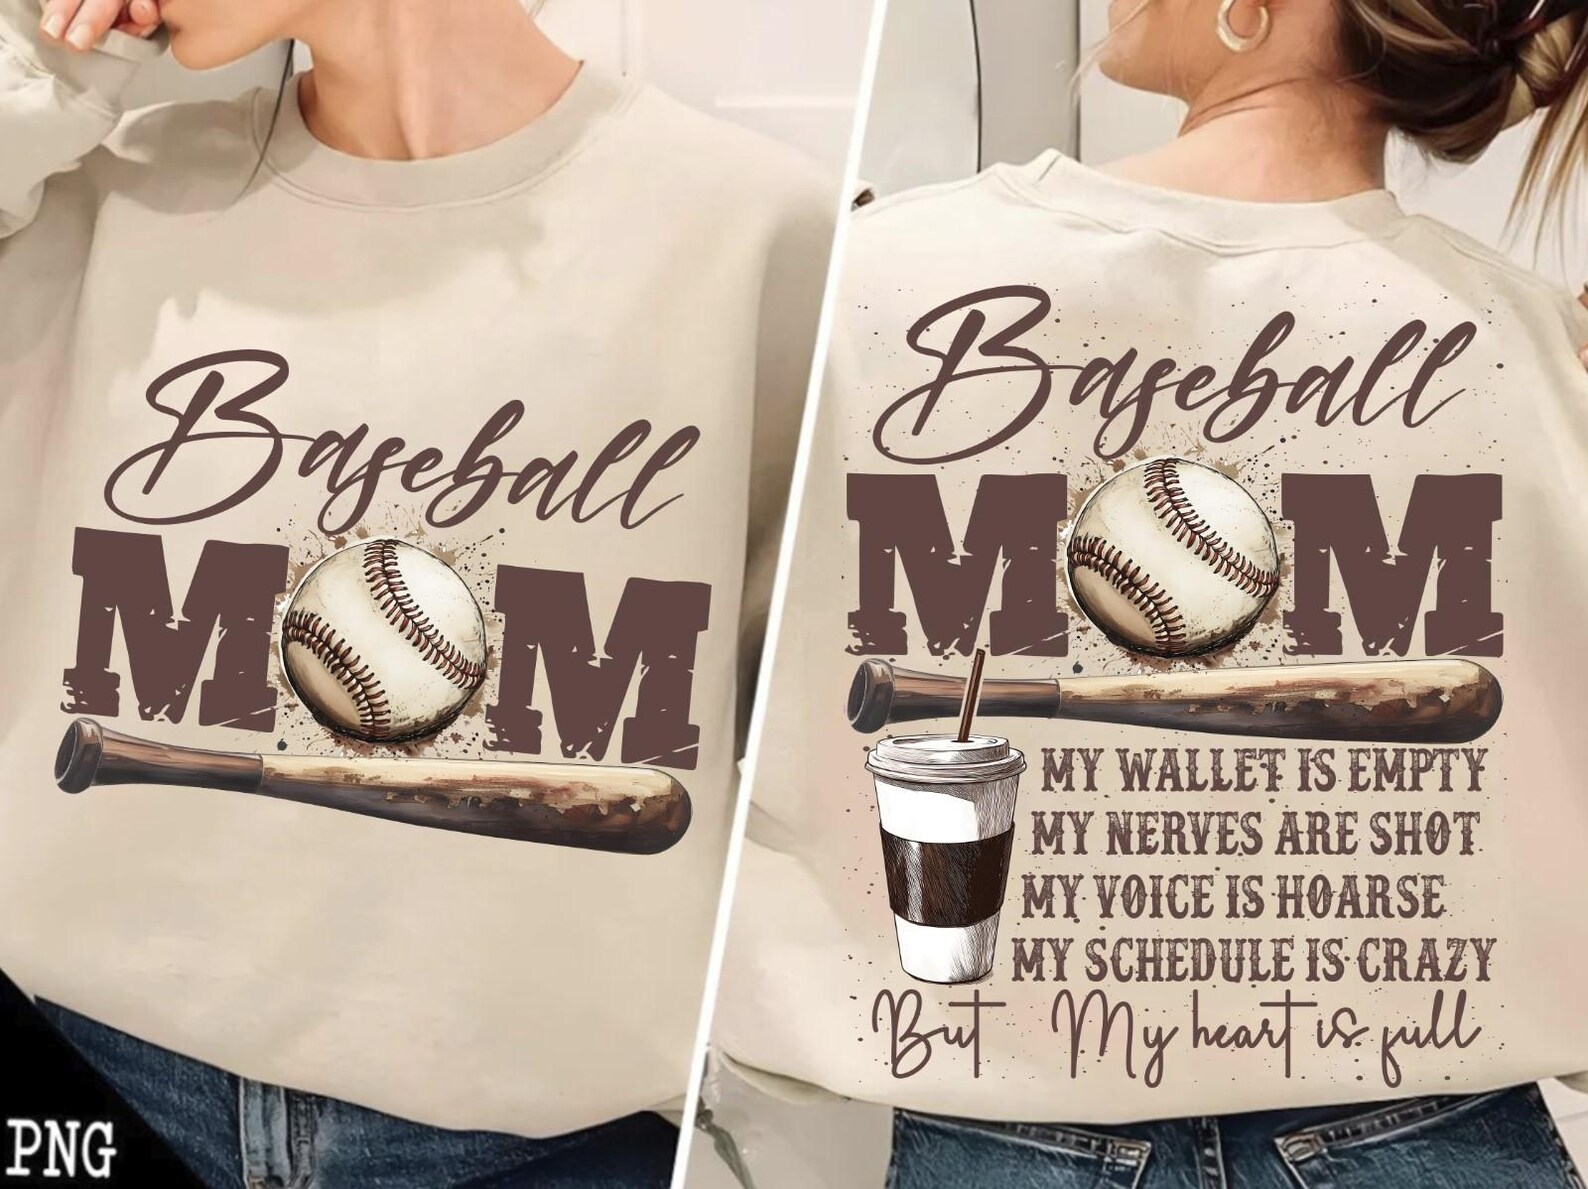 Baseball
MOM
PNG
Baseball
MOM
MY WALLET IS EMPTY
MY NERVES ARE SHOT
MY VOICE IS HOARSE
MY SCHEDULE IS CRAZY
But My heart is full